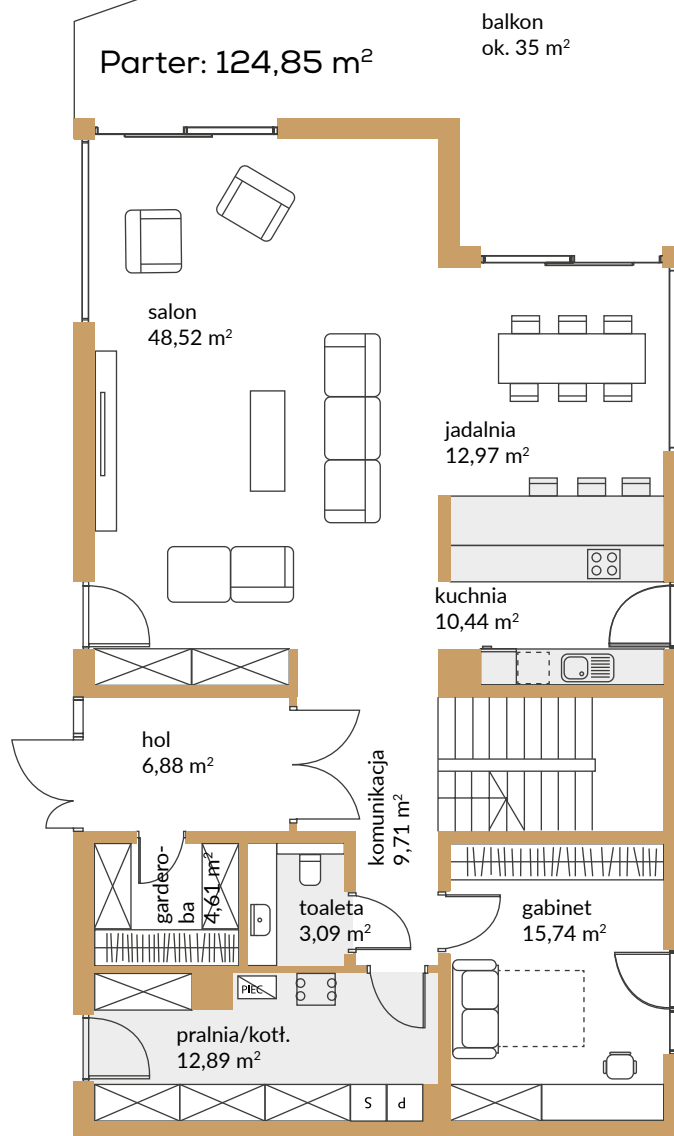 balkon
ok. 35 m²
Parter: 124,85 m²
salon
48,52 m²
jadalnia
12,97 m²
kuchnia
10,44 m²
hol
6,88 m²
komunikacja
9,71 m²
gardero-
ba
4,61 m²
toaleta
3,09 m²
gabinet
15,74 m²
PIEC
pralnia/kotł.
12,89 m²
S
P